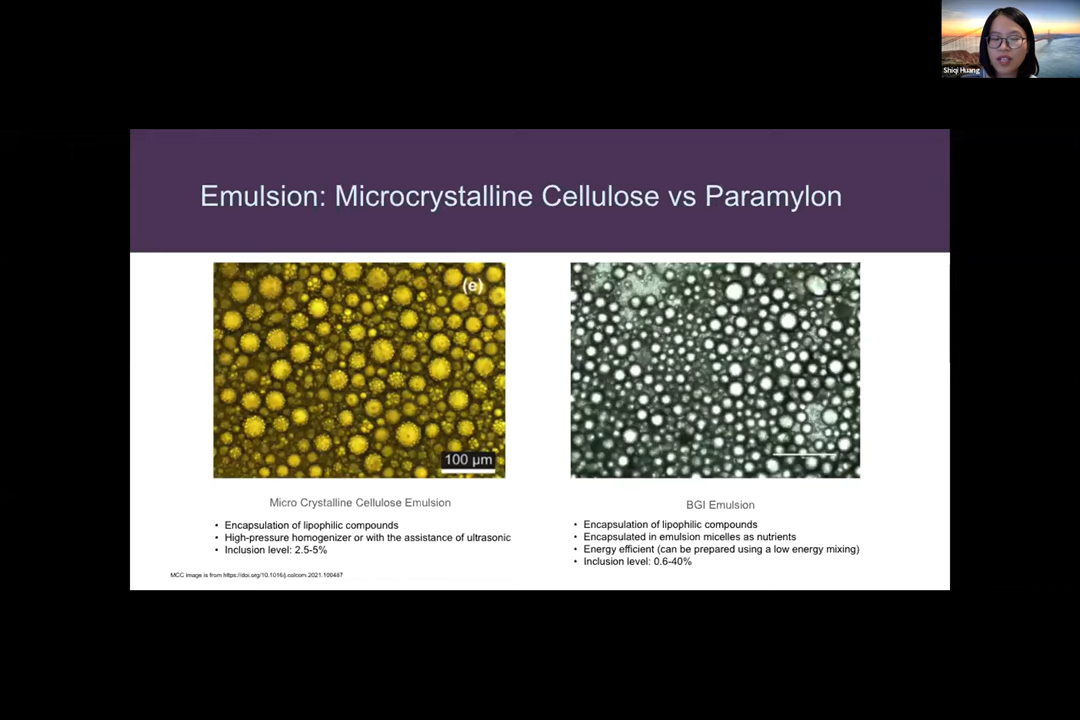 Shiqi Huang
Emulsion: Microcrystalline Cellulose vs Paramylon
(e)
100 µm
Micro Crystalline Cellulose Emulsion
• Encapsulation of lipophilic compounds
• High-pressure homogenizer or with the assistance of ultrasonic
• Inclusion level: 2.5-5%
MCC image is from https://doi.org/10.1016/j.colcom.2021.100487
BGI Emulsion
• Encapsulation of lipophilic compounds
• Encapsulated in emulsion micelles as nutrients
• Energy efficient (can be prepared using a low energy mixing)
• Inclusion level: 0.6-40%